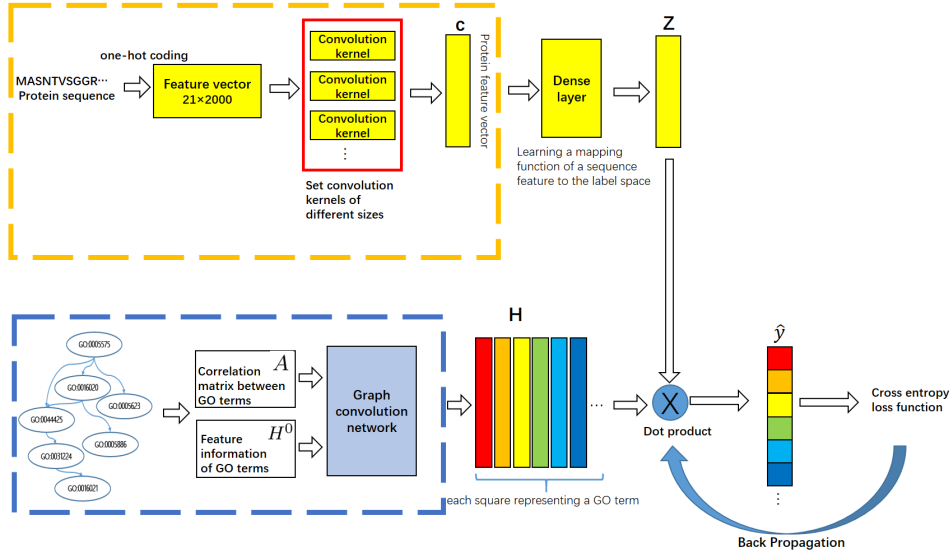 one-hot coding
MASNTVSGGR…
Protein sequence
Feature vector
21×2000
Convolution
kernel
Convolution
kernel
Convolution
kernel
⋮
Set convolution
kernels of
different sizes
c
Protein feature vector
Dense
layer
Learning a mapping
function of a sequence
feature to the label space
Z
GO:0005575
GO:0016020
GO:0005623
GO:0044425
GO:0005886
GO:0031224
GO:0016021
A
Correlation
matrix between
GO terms
H⁰
Feature
information
of GO terms
Graph
convolution
network
H
…
each square representing a GO term
X
Dot product
ŷ
⋮
Cross entropy
loss function
Back Propagation